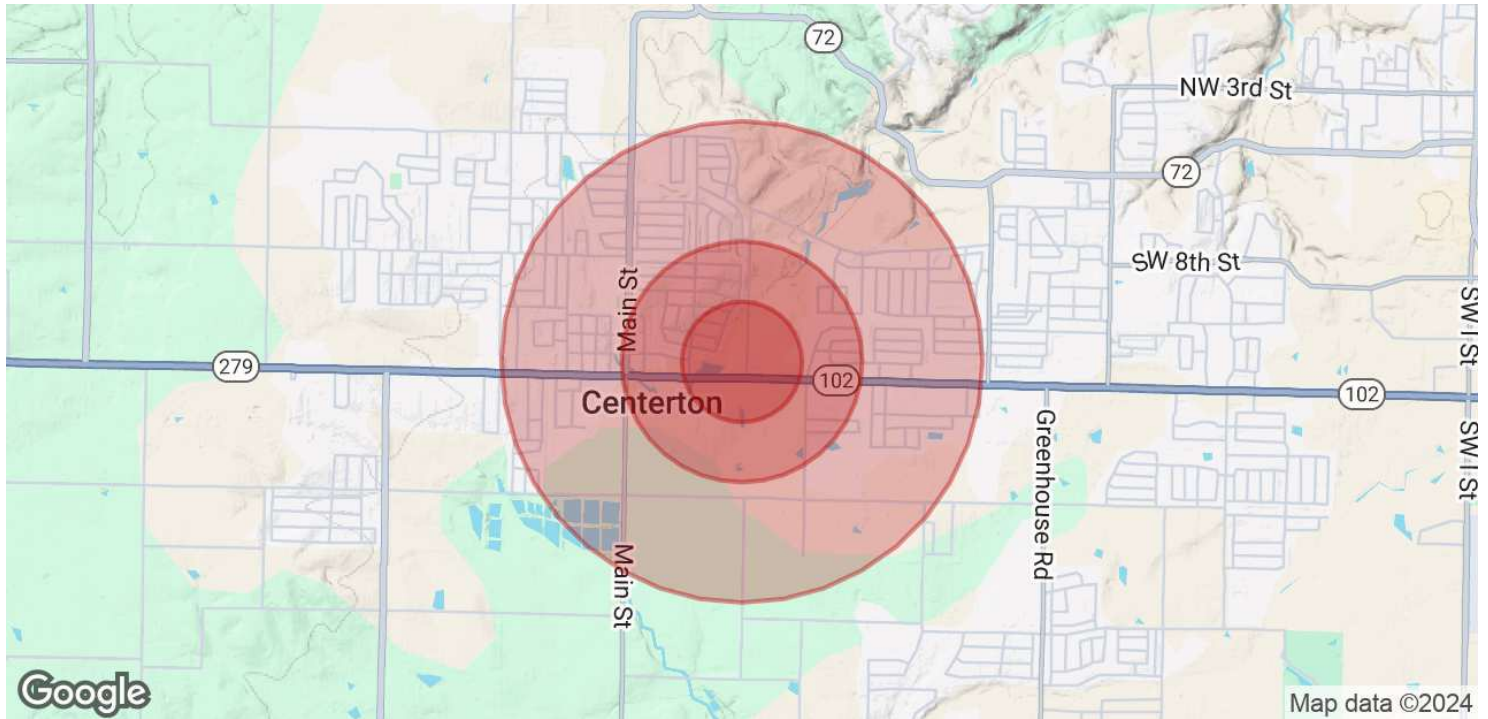 72
NW 3rd St
72
SW 8th St
Main St
SW I St
279
102
102
Centerton
Greenhouse Rd
SW I St
Main St
Google
Map data ©2024